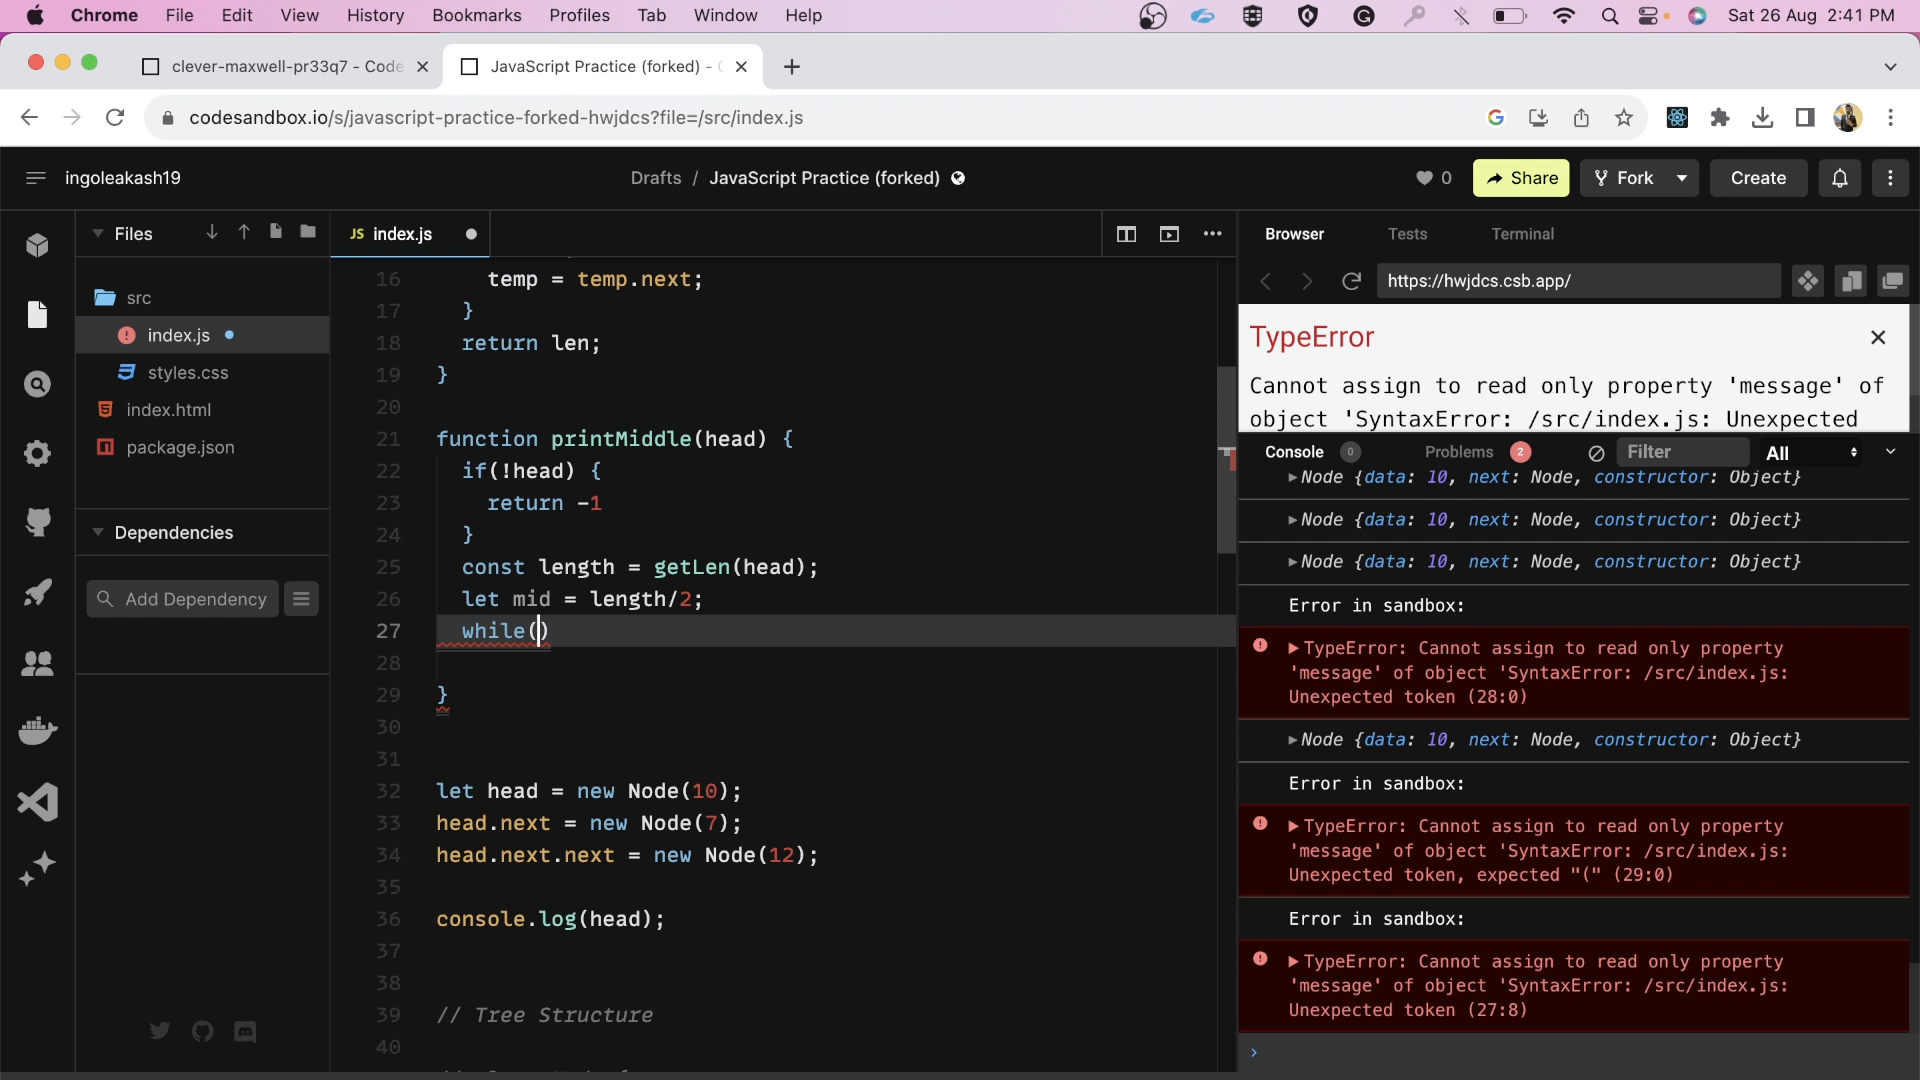 Chrome File Edit View History Bookmarks Profiles Tab Window Help Sat 26 Aug 2:41 PM
clever-maxwell-pr33q7 - Code
JavaScript Practice (forked) -
codesandbox.io/s/javascript-practice-forked-hwjdcs?file=/src/index.js
ingoleakash19
Drafts / JavaScript Practice (forked)
0
Share
Fork
Create
Files
src
index.js
styles.css
index.html
package.json
Dependencies
Add Dependency
JS index.js
16 temp = temp.next;
17 }
18 return len;
19 }
20
21 function printMiddle(head) {
22 if(!head) {
23 return -1
24 }
25 const length = getLen(head);
26 let mid = length/2;
27 while()
28
29 }
30
31
32 let head = new Node(10);
33 head.next = new Node(7);
34 head.next.next = new Node(12);
35
36 console.log(head);
37
38
39 // Tree Structure
40
Browser Tests Terminal
https://hwjdcs.csb.app/
TypeError
Cannot assign to read only property 'message' of
object 'SyntaxError: /src/index.js: Unexpected
Console 0 Problems 2 Filter All
Node {data: 10, next: Node, constructor: Object}
Node {data: 10, next: Node, constructor: Object}
Node {data: 10, next: Node, constructor: Object}
Error in sandbox:
TypeError: Cannot assign to read only property
'message' of object 'SyntaxError: /src/index.js:
Unexpected token (28:0)
Node {data: 10, next: Node, constructor: Object}
Error in sandbox:
TypeError: Cannot assign to read only property
'message' of object 'SyntaxError: /src/index.js:
Unexpected token, expected "(" (29:0)
Error in sandbox:
TypeError: Cannot assign to read only property
'message' of object 'SyntaxError: /src/index.js:
Unexpected token (27:8)